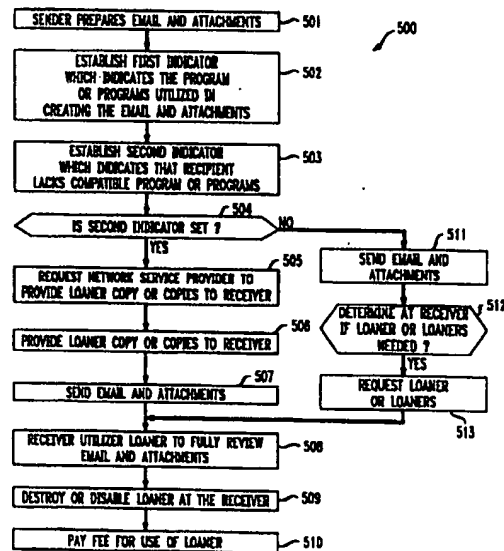 SENDER PREPARES EMAIL AND ATTACHMENTS
501
500
ESTABLISH FIRST INDICATOR
WHICH INDICATES THE PROGRAM
OR PROGRAMS UTILIZED IN
CREATING THE EMAIL AND ATTACHMENTS
502
ESTABLISH SECOND INDICATOR
WHICH INDICATES THAT RECIPIENT
LACKS COMPATIBLE PROGRAM OR PROGRAMS
503
504
IS SECOND INDICATOR SET ?
NO
YES
511
SEND EMAIL AND
ATTACHMENTS
REQUEST NETWORK SERVICE PROVIDER TO
PROVIDE LOANER COPY OR COPIES TO RECEIVER
505
512
DETERMINE AT RECEIVER
IF LOANER OR LOANERS
NEEDED ?
YES
PROVIDE LOANER COPY OR COPIES TO RECEIVER
506
507
SEND EMAIL AND ATTACHMENTS
REQUEST LOANER
OR LOANERS
513
RECEIVER UTILIZER LOANER TO FULLY REVIEW
EMAIL AND ATTACHMENTS
508
DESTROY OR DISABLE LOANER AT THE RECEIVER
509
PAY FEE FOR USE OF LOANER
510